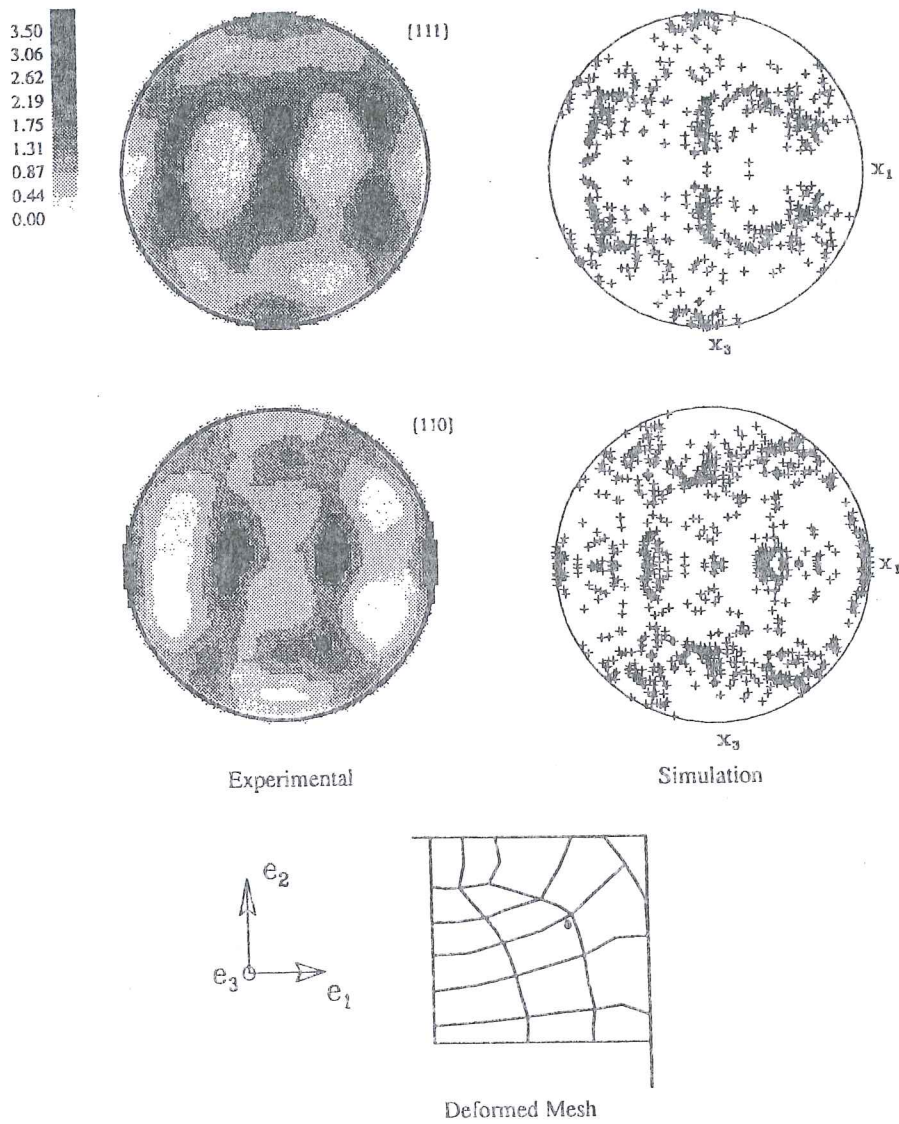 3.50
3.06
2.62
2.19
1.75
1.31
0.87
0.44
0.00
{111}
x₁
x₃
{110}
x₁
x₃
Experimental
Simulation
e₂
e₃
e₁
Deformed Mesh